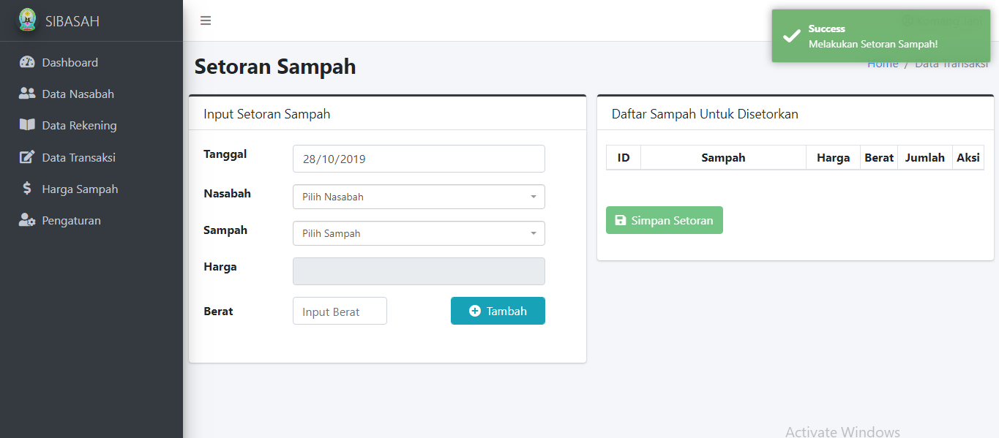 SIBASAH
Dashboard
Data Nasabah
Data Rekening
Data Transaksi
Harga Sampah
Pengaturan
Success
Melakukan Setoran Sampah!
Setoran Sampah
Home / Data Transaksi
Input Setoran Sampah
Tanggal 28/10/2019
Nasabah Pilih Nasabah
Sampah Pilih Sampah
Harga
Berat Input Berat Tambah
Daftar Sampah Untuk Disetorkan
ID Sampah Harga Berat Jumlah Aksi
Simpan Setoran
Activate Windows